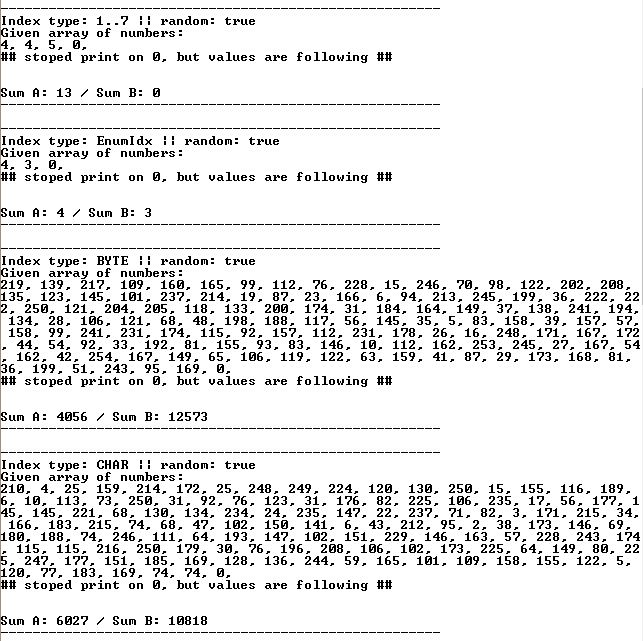 Index type: 1..7 || random: true
Given array of numbers:
4, 4, 5, 0,
## stoped print on 0, but values are following ##
Sum A: 13 / Sum B: 0
Index type: EnumIdx || random: true
Given array of numbers:
4, 3, 0,
## stoped print on 0, but values are following ##
Sum A: 4 / Sum B: 3
Index type: BYTE || random: true
Given array of numbers:
219, 139, 217, 109, 160, 165, 99, 112, 76, 228, 15, 246, 70, 98, 122, 202, 208,
135, 123, 145, 101, 237, 214, 19, 87, 23, 166, 6, 94, 213, 245, 199, 36, 222, 22
2, 250, 121, 204, 205, 118, 133, 200, 174, 31, 184, 164, 149, 37, 138, 241, 194,
134, 28, 106, 121, 68, 48, 198, 188, 117, 56, 145, 35, 5, 83, 158, 39, 157, 57,
158, 99, 241, 231, 174, 115, 92, 157, 112, 231, 178, 26, 16, 248, 171, 167, 172
, 44, 54, 92, 33, 192, 81, 155, 93, 83, 146, 10, 112, 162, 253, 245, 27, 167, 54
, 162, 42, 254, 167, 149, 65, 106, 119, 122, 63, 159, 41, 87, 29, 173, 168, 81,
36, 199, 51, 243, 95, 169, 0,
## stoped print on 0, but values are following ##
Sum A: 4056 / Sum B: 12573
Index type: CHAR || random: true
Given array of numbers:
210, 4, 25, 159, 214, 172, 25, 248, 249, 224, 120, 130, 250, 15, 155, 116, 189,
6, 10, 113, 73, 250, 31, 92, 76, 123, 31, 176, 82, 225, 106, 235, 17, 56, 177, 1
45, 145, 221, 68, 130, 134, 234, 24, 235, 147, 22, 237, 71, 82, 3, 171, 215, 34,
166, 183, 215, 74, 68, 47, 102, 150, 141, 6, 43, 212, 95, 2, 38, 173, 146, 69,
180, 188, 74, 246, 111, 64, 193, 147, 102, 151, 229, 146, 163, 57, 228, 243, 174
, 115, 115, 216, 250, 179, 30, 76, 196, 208, 106, 102, 173, 225, 64, 149, 80, 22
5, 247, 177, 151, 185, 169, 128, 136, 244, 59, 165, 101, 109, 158, 155, 122, 5,
120, 77, 183, 169, 74, 74, 0,
## stoped print on 0, but values are following ##
Sum A: 6027 / Sum B: 10818